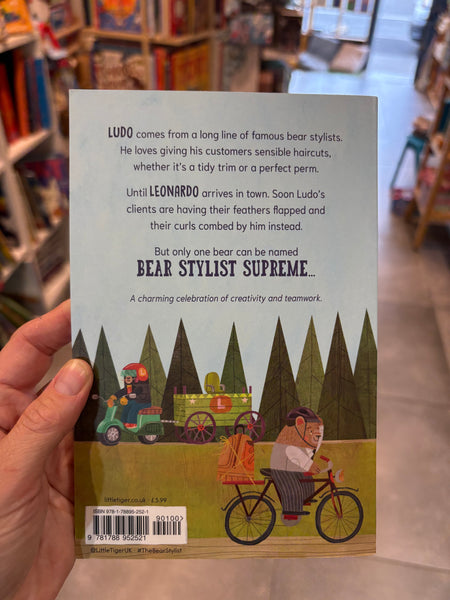 LUDO comes from a long line of famous bear stylists.
He loves giving his customers sensible haircuts,
whether it's a tidy trim or a perfect perm.
Until LEONARDO arrives in town. Soon Ludo's
clients are having their feathers flapped and
their curls combed by him instead.
But only one bear can be named
BEAR STYLIST SUPREME...
A charming celebration of creativity and teamwork.
L
L
littletiger.co.uk · £5.99
ISBN 978-1-78895-252-1
90100
9 781788 952521
@LittleTigerUK · #TheBearStylist